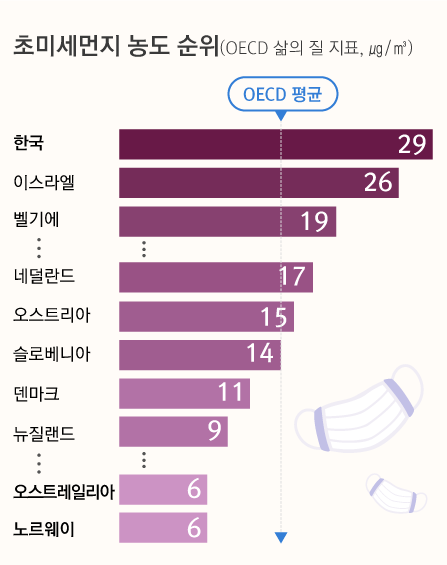 초미세먼지 농도 순위(OECD 삶의 질 지표, ㎍/㎥)
OECD 평균
한국 29
이스라엘 26
벨기에 19
네덜란드 17
오스트리아 15
슬로베니아 14
덴마크 11
뉴질랜드 9
오스트레일리아 6
노르웨이 6